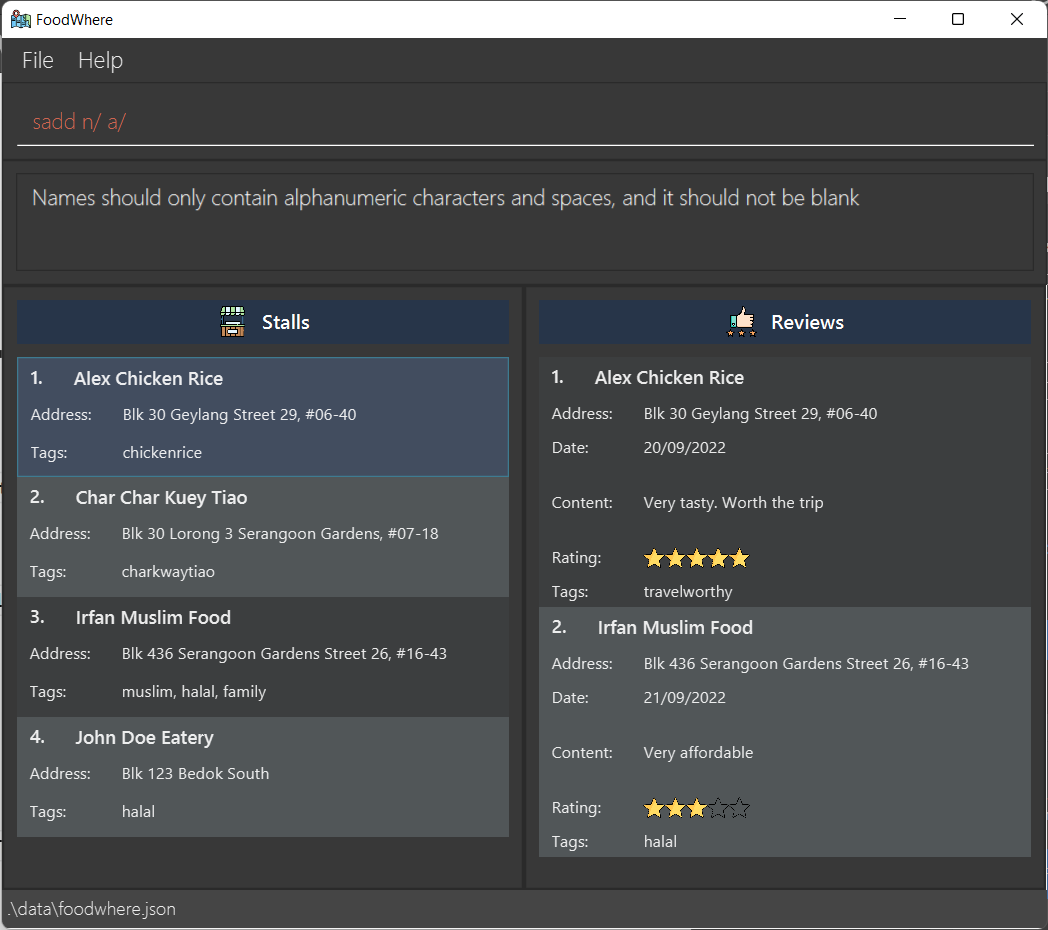 FoodWhere
File Help
sadd n/ a/
Names should only contain alphanumeric characters and spaces, and it should not be blank
Stalls
1. Alex Chicken Rice
Address: Blk 30 Geylang Street 29, #06-40
Tags: chickenrice
2. Char Char Kuey Tiao
Address: Blk 30 Lorong 3 Serangoon Gardens, #07-18
Tags: charkwaytiao
3. Irfan Muslim Food
Address: Blk 436 Serangoon Gardens Street 26, #16-43
Tags: muslim, halal, family
4. John Doe Eatery
Address: Blk 123 Bedok South
Tags: halal
Reviews
1. Alex Chicken Rice
Address: Blk 30 Geylang Street 29, #06-40
Date: 20/09/2022
Content: Very tasty. Worth the trip
Rating:
Tags: travelworthy
2. Irfan Muslim Food
Address: Blk 436 Serangoon Gardens Street 26, #16-43
Date: 21/09/2022
Content: Very affordable
Rating:
Tags: halal
.\data\foodwhere.json